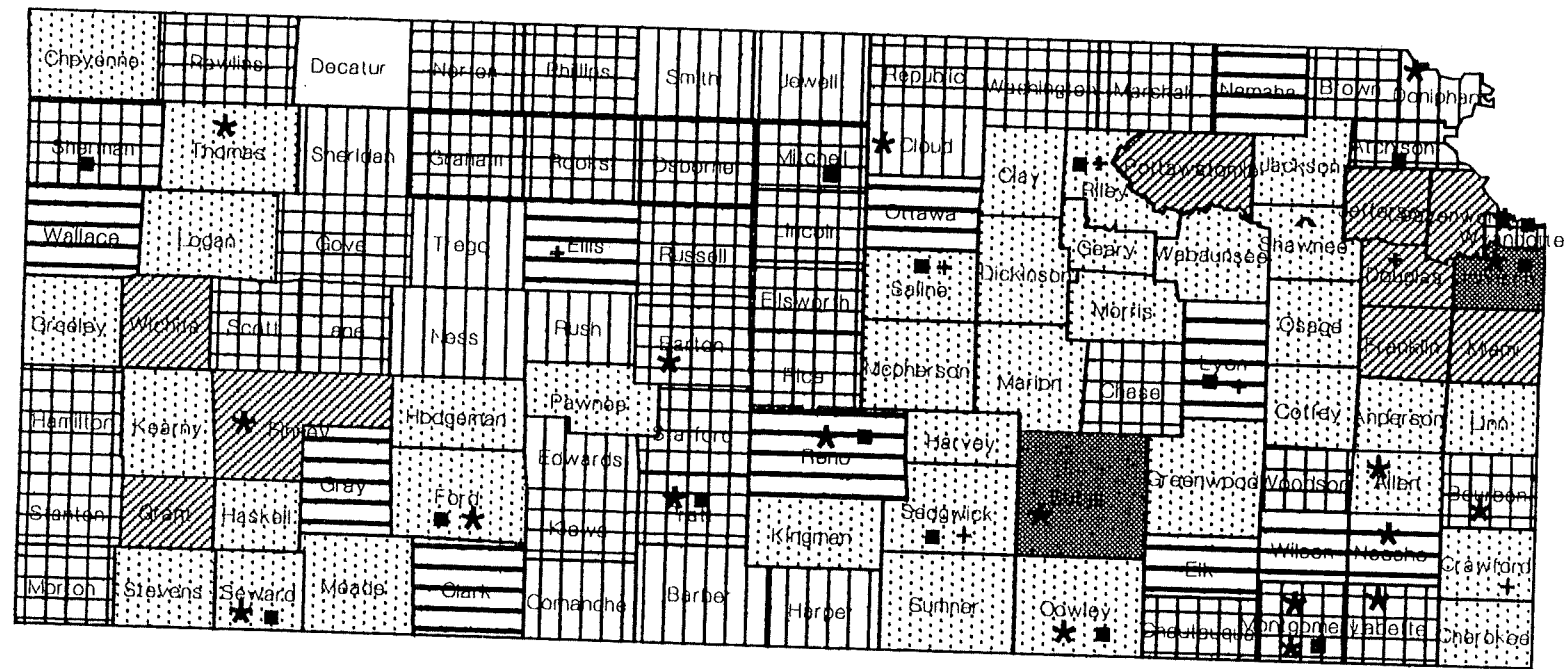 Cheyenne Rawlins Decatur Norton Phillips Smith Jewell Republic Washington Marshall Nemaha Brown Doniphan
Sherman Thomas Sheridan Graham Rooks Osborne Mitchell Cloud Clay Riley Pottawatomie Jackson Atchison
Wallace Logan Gove Trego Ellis Russell Lincoln Ottawa Saline Dickinson Geary Wabaunsee Shawnee Douglas Wyandotte
Greeley Wichita Scott Lane Ness Rush Barton Ellsworth Rice Mcpherson Marion Morris Chase Lyon Osage Franklin Miami
Hamilton Kearny Finney Hodgeman Pawnee Stafford Reno Harvey Coffey Anderson Linn
Stanton Grant Haskell Gray Ford Edwards Kiowa Pratt Kingman Sedgwick Butler Greenwood Woodson Allen Bourbon
Morton Stevens Seward Meade Clark Comanche Barber Harper Sumner Cowley Elk Chautauqua Wilson Neosho Montgomery Labette Crawford Cherokee